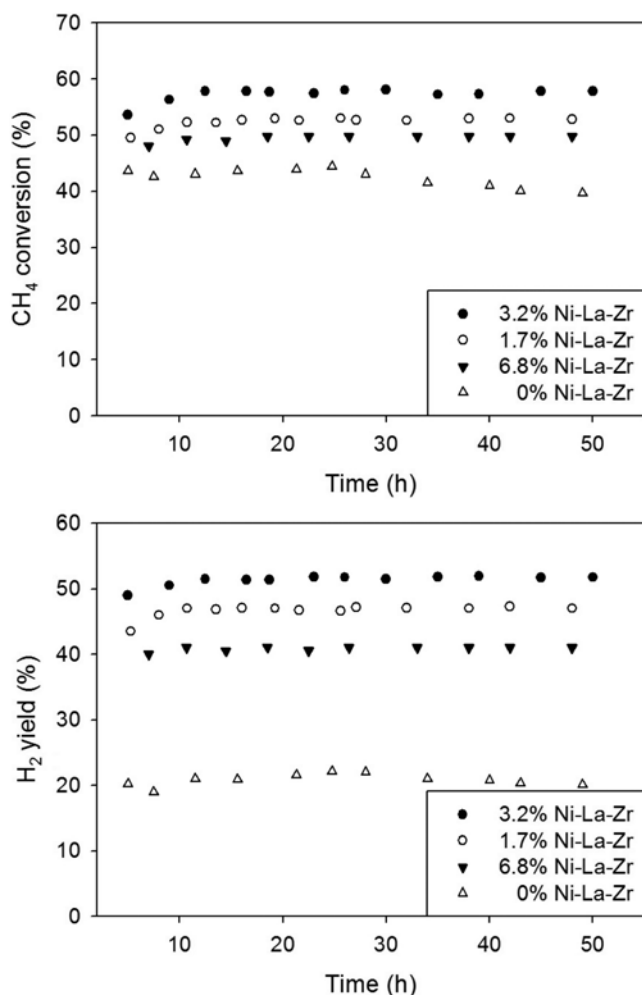 70
60
50
40
30
20
10
0
CH4 conversion (%)
3.2% Ni-La-Zr
1.7% Ni-La-Zr
6.8% Ni-La-Zr
0% Ni-La-Zr
10 20 30 40 50
Time (h)
60
50
40
30
20
10
0
H2 yield (%)
3.2% Ni-La-Zr
1.7% Ni-La-Zr
6.8% Ni-La-Zr
0% Ni-La-Zr
10 20 30 40 50
Time (h)